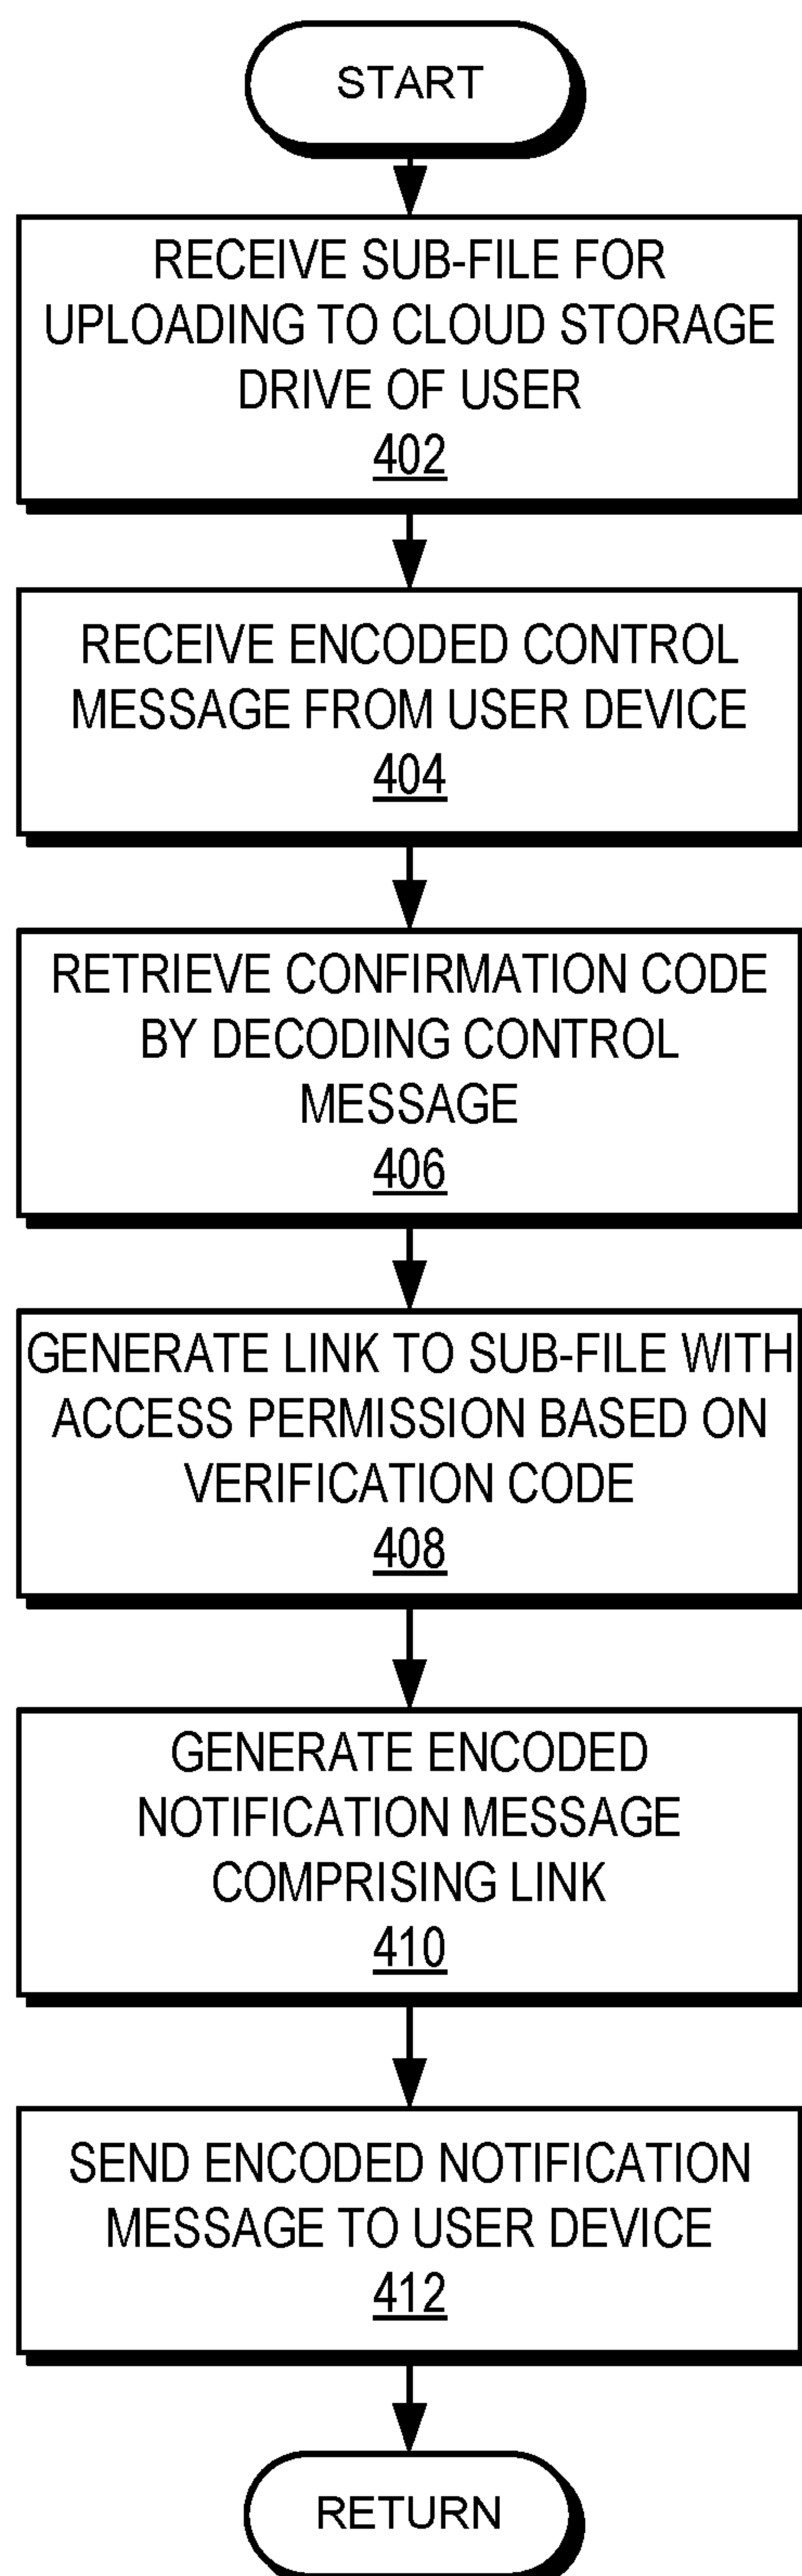 START
RECEIVE SUB-FILE FOR
UPLOADING TO CLOUD STORAGE
DRIVE OF USER
402
RECEIVE ENCODED CONTROL
MESSAGE FROM USER DEVICE
404
RETRIEVE CONFIRMATION CODE
BY DECODING CONTROL
MESSAGE
406
GENERATE LINK TO SUB-FILE WITH
ACCESS PERMISSION BASED ON
VERIFICATION CODE
408
GENERATE ENCODED
NOTIFICATION MESSAGE
COMPRISING LINK
410
SEND ENCODED NOTIFICATION
MESSAGE TO USER DEVICE
412
RETURN